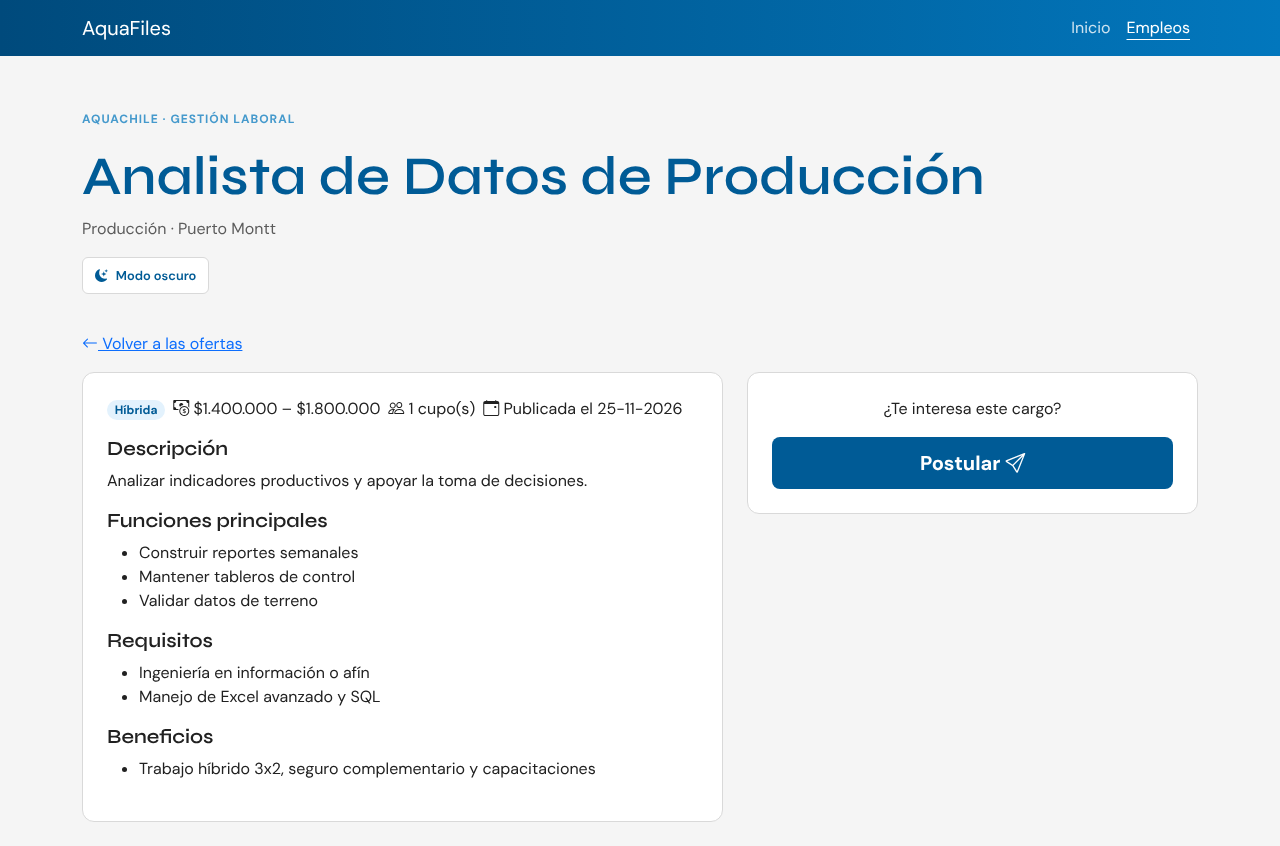 AquaFiles
Inicio
Empleos
AQUACHILE · GESTIÓN LABORAL
Analista de Datos de Producción
Producción · Puerto Montt
Modo oscuro
← Volver a las ofertas
Híbrida $1.400.000 – $1.800.000 1 cupo(s) Publicada el 25-11-2026
Descripción
Analizar indicadores productivos y apoyar la toma de decisiones.
Funciones principales
• Construir reportes semanales
• Mantener tableros de control
• Validar datos de terreno
Requisitos
• Ingeniería en información o afín
• Manejo de Excel avanzado y SQL
Beneficios
• Trabajo híbrido 3x2, seguro complementario y capacitaciones
¿Te interesa este cargo?
Postular